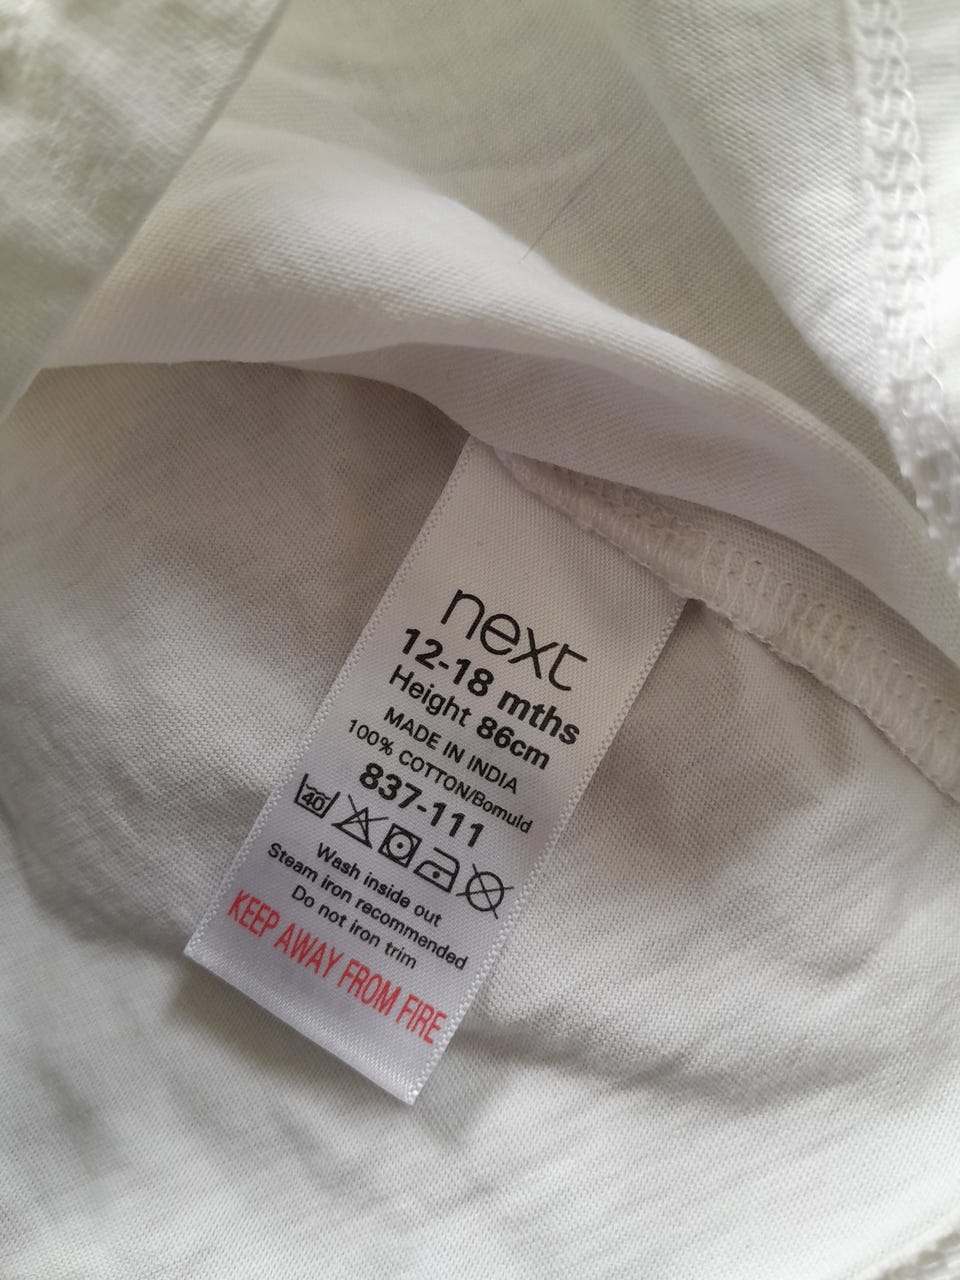 next
12-18 mths
Height 86cm
MADE IN INDIA
100% COTTON/Bomuld
837-111
40
Wash inside out
Steam iron recommended
Do not iron trim
KEEP AWAY FROM FIRE